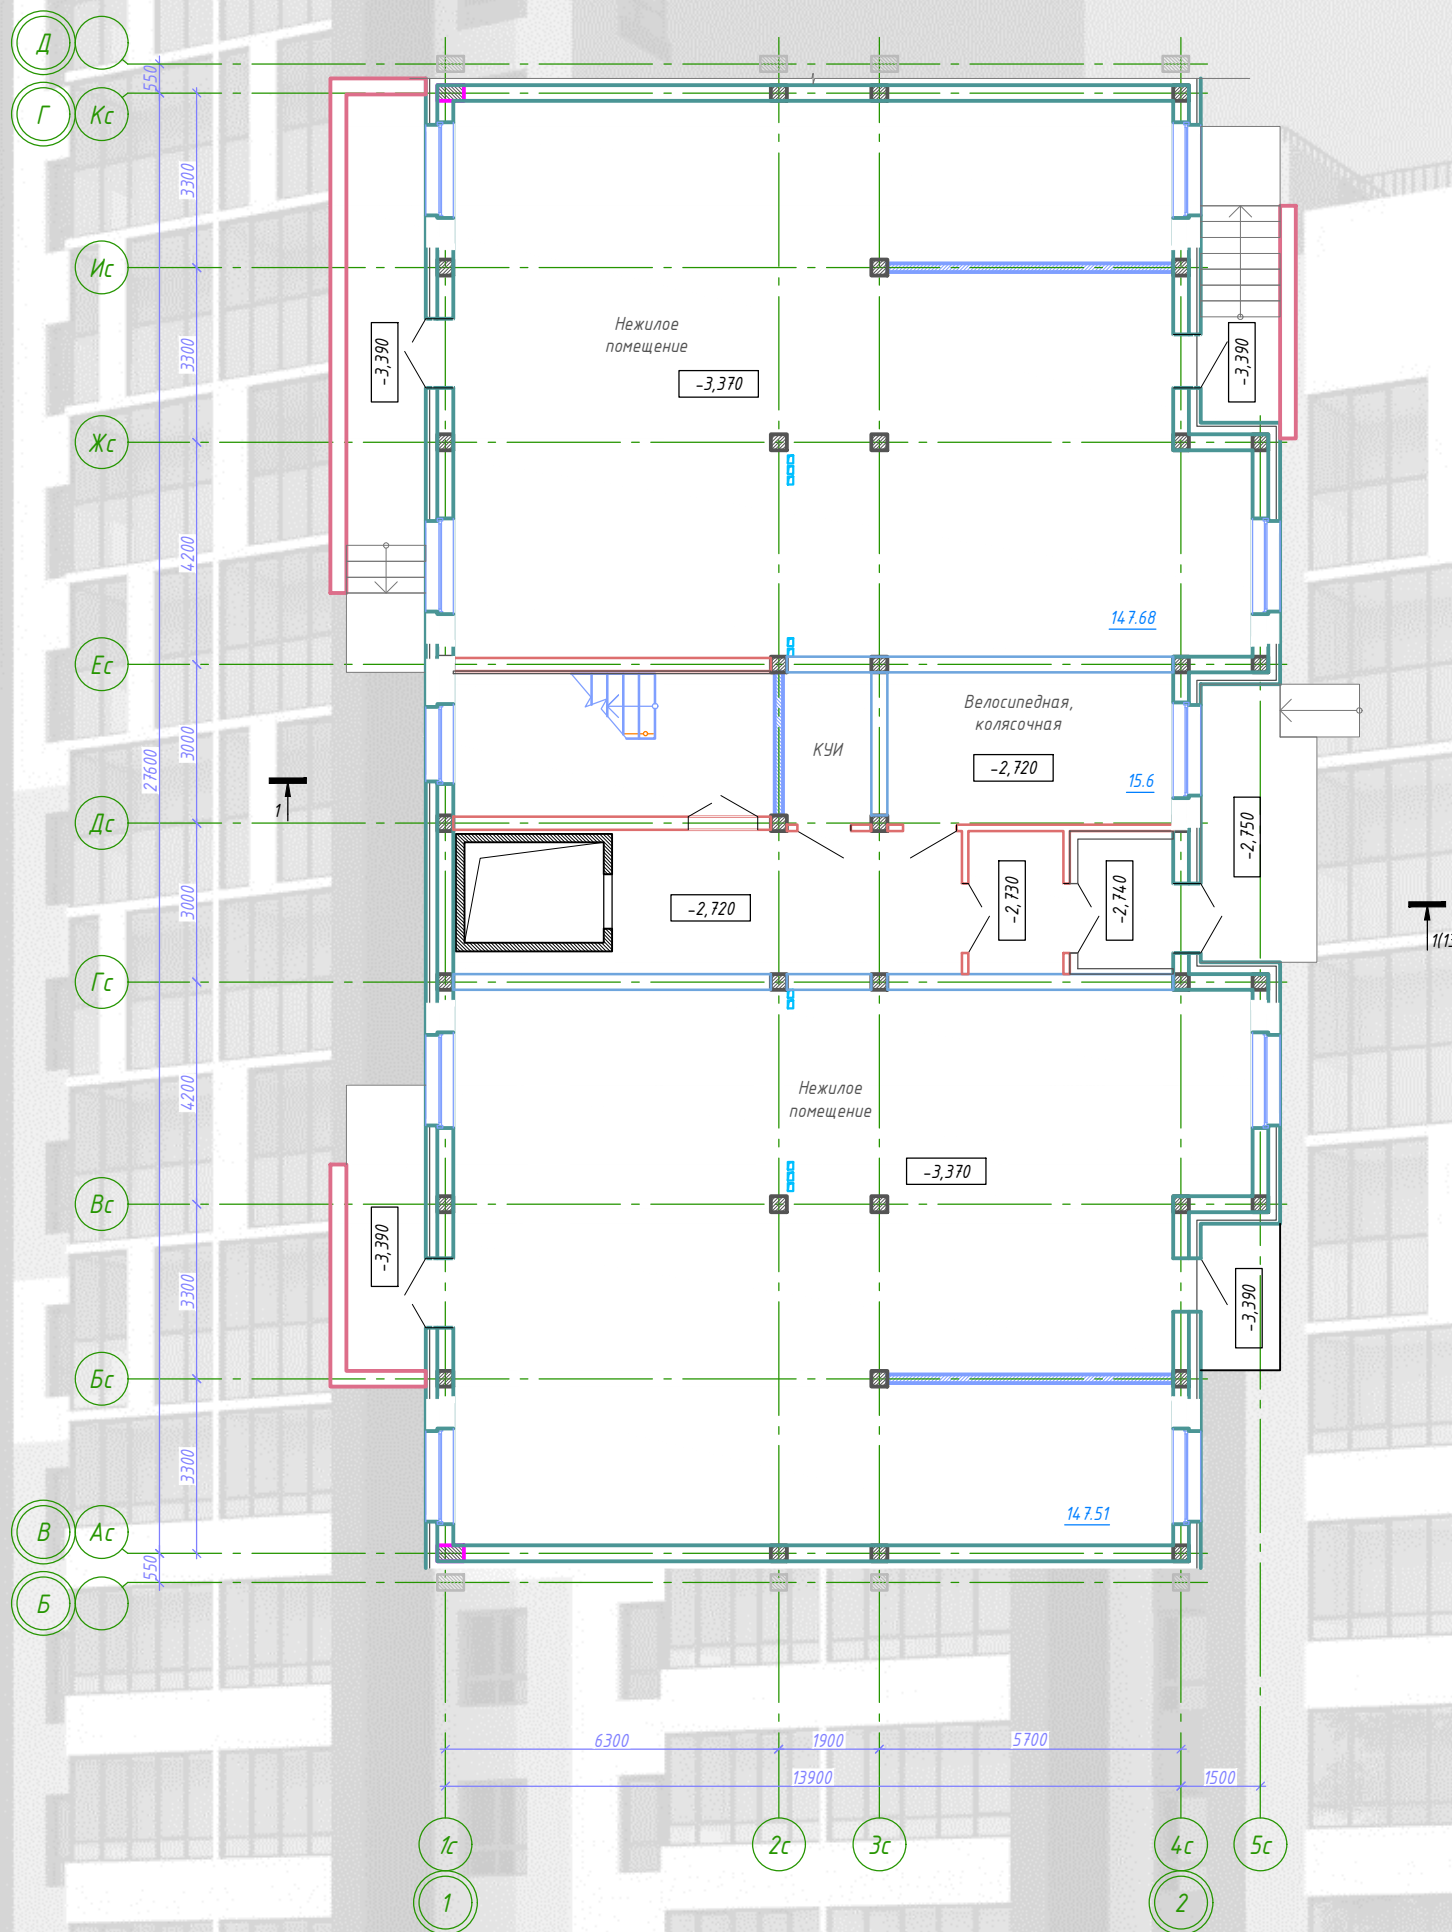 Д
550
Г Кс
3300
Ис
Нежилое
помещение
-3,390
3300
-3,390
-3,370
Жс
4200
147.68
Ес
Велосипедная,
колясочная
3000
КУИ
27600
-2,720
15.6
1
Дс
-2,750
3000
-2,720
-2,730
-2,740
1(13
Гс
4200
Нежилое
помещение
-3,370
Вс
-3,390
3300
-3,390
Бс
3300
147.51
В Ас
550
Б
6300 1900 5700
13900 1500
1с 2с 3с 4с 5с
1 2